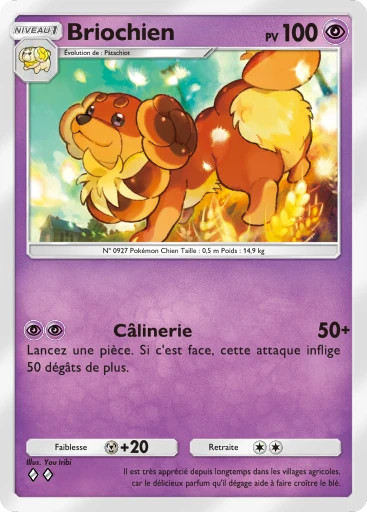 NIVEAU 1
Briochien
PV 100
Évolution de : Pâtachiot
N° 0927 Pokémon Chien Taille : 0,5 m Poids : 14,9 kg
Câlinerie 50+
Lancez une pièce. Si c'est face, cette attaque inflige
50 dégâts de plus.
Faiblesse +20
Retraite
Illus. You Iribi
Il est très apprécié depuis longtemps dans les villages agricoles,
car le délicieux parfum qu'il dégage aide à faire croître le blé.